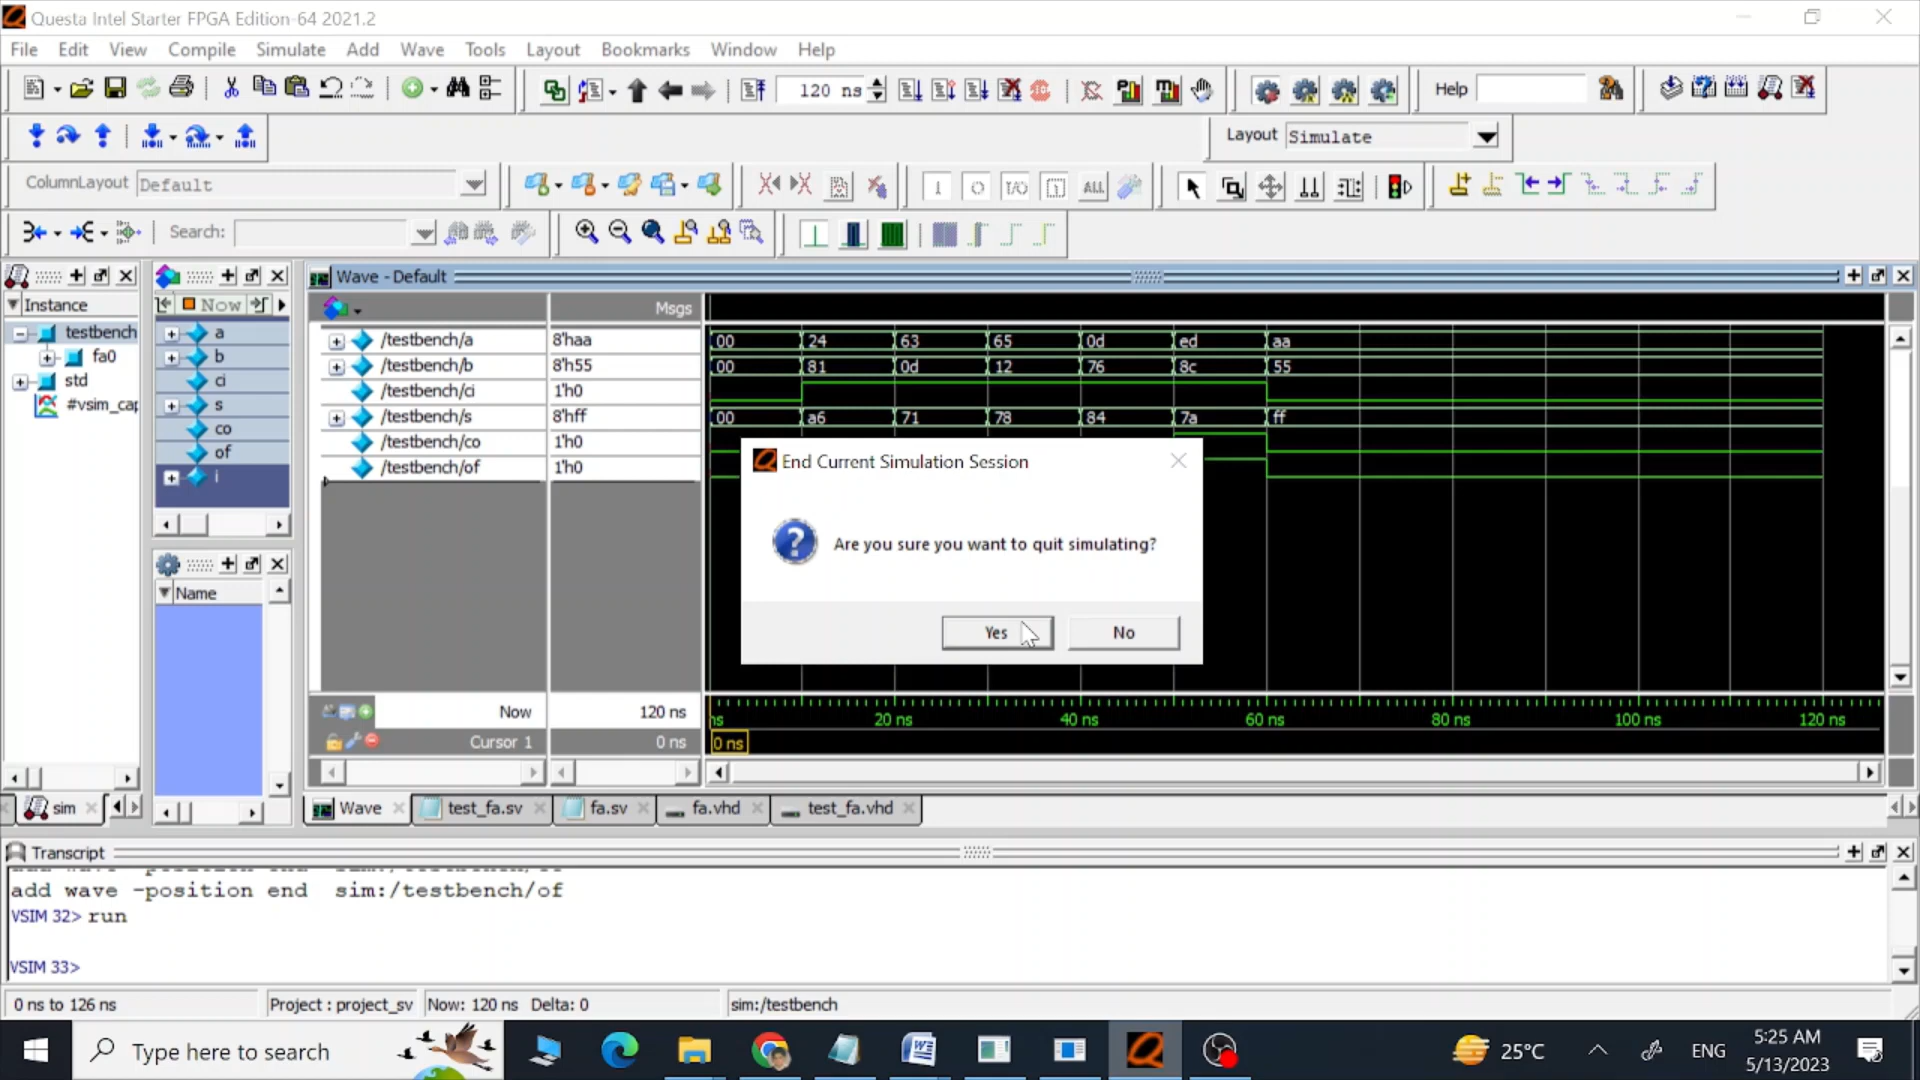 Questa Intel Starter FPGA Edition-64 2021.2
File Edit View Compile Simulate Add Wave Tools Layout Bookmarks Window Help
120 ns
Help
Layout Simulate
ColumnLayout Default
I/O
ALL
Search:
Now
Wave - Default
Instance
testbench
fa0
std
#vsim_cap
a
b
ci
s
co
of
i
Name
Msgs
/testbench/a 8'haa 00 24 63 65 0d ed aa
/testbench/b 8'h55 00 81 0d 12 76 8c 55
/testbench/ci 1'h0
/testbench/s 8'hff 00 a6 71 78 84 7a ff
/testbench/co 1'h0
/testbench/of 1'h0
End Current Simulation Session
Are you sure you want to quit simulating?
Yes No
Now 120 ns
ns 20 ns 40 ns 60 ns 80 ns 100 ns 120 ns
Cursor 1 0 ns 0 ns
sim
Wave test_fa.sv fa.sv fa.vhd test_fa.vhd
Transcript
add wave -position end sim:/testbench/of
VSIM 32> run
VSIM 33>
0 ns to 126 ns Project : project_sv Now: 120 ns Delta: 0 sim:/testbench
Type here to search
25°C ENG
5:25 AM
5/13/2023